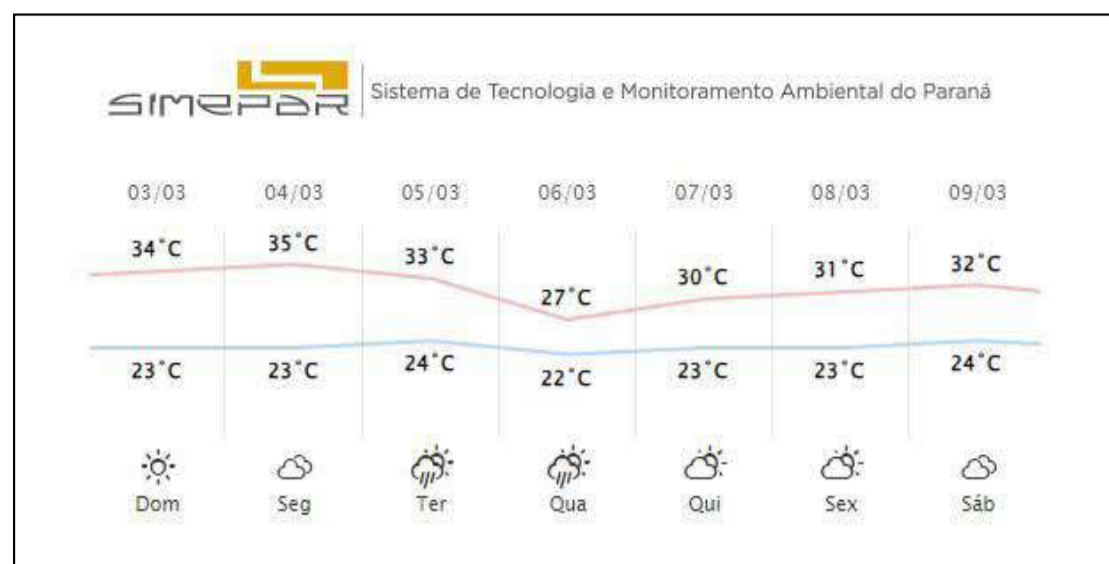 SIMEPAR
Sistema de Tecnologia e Monitoramento Ambiental do Paraná
03/03 04/03 05/03 06/03 07/03 08/03 09/03
34°C 35°C 33°C 27°C 30°C 31°C 32°C
23°C 23°C 24°C 22°C 23°C 23°C 24°C
Dom Seg Ter Qua Qui Sex Sáb